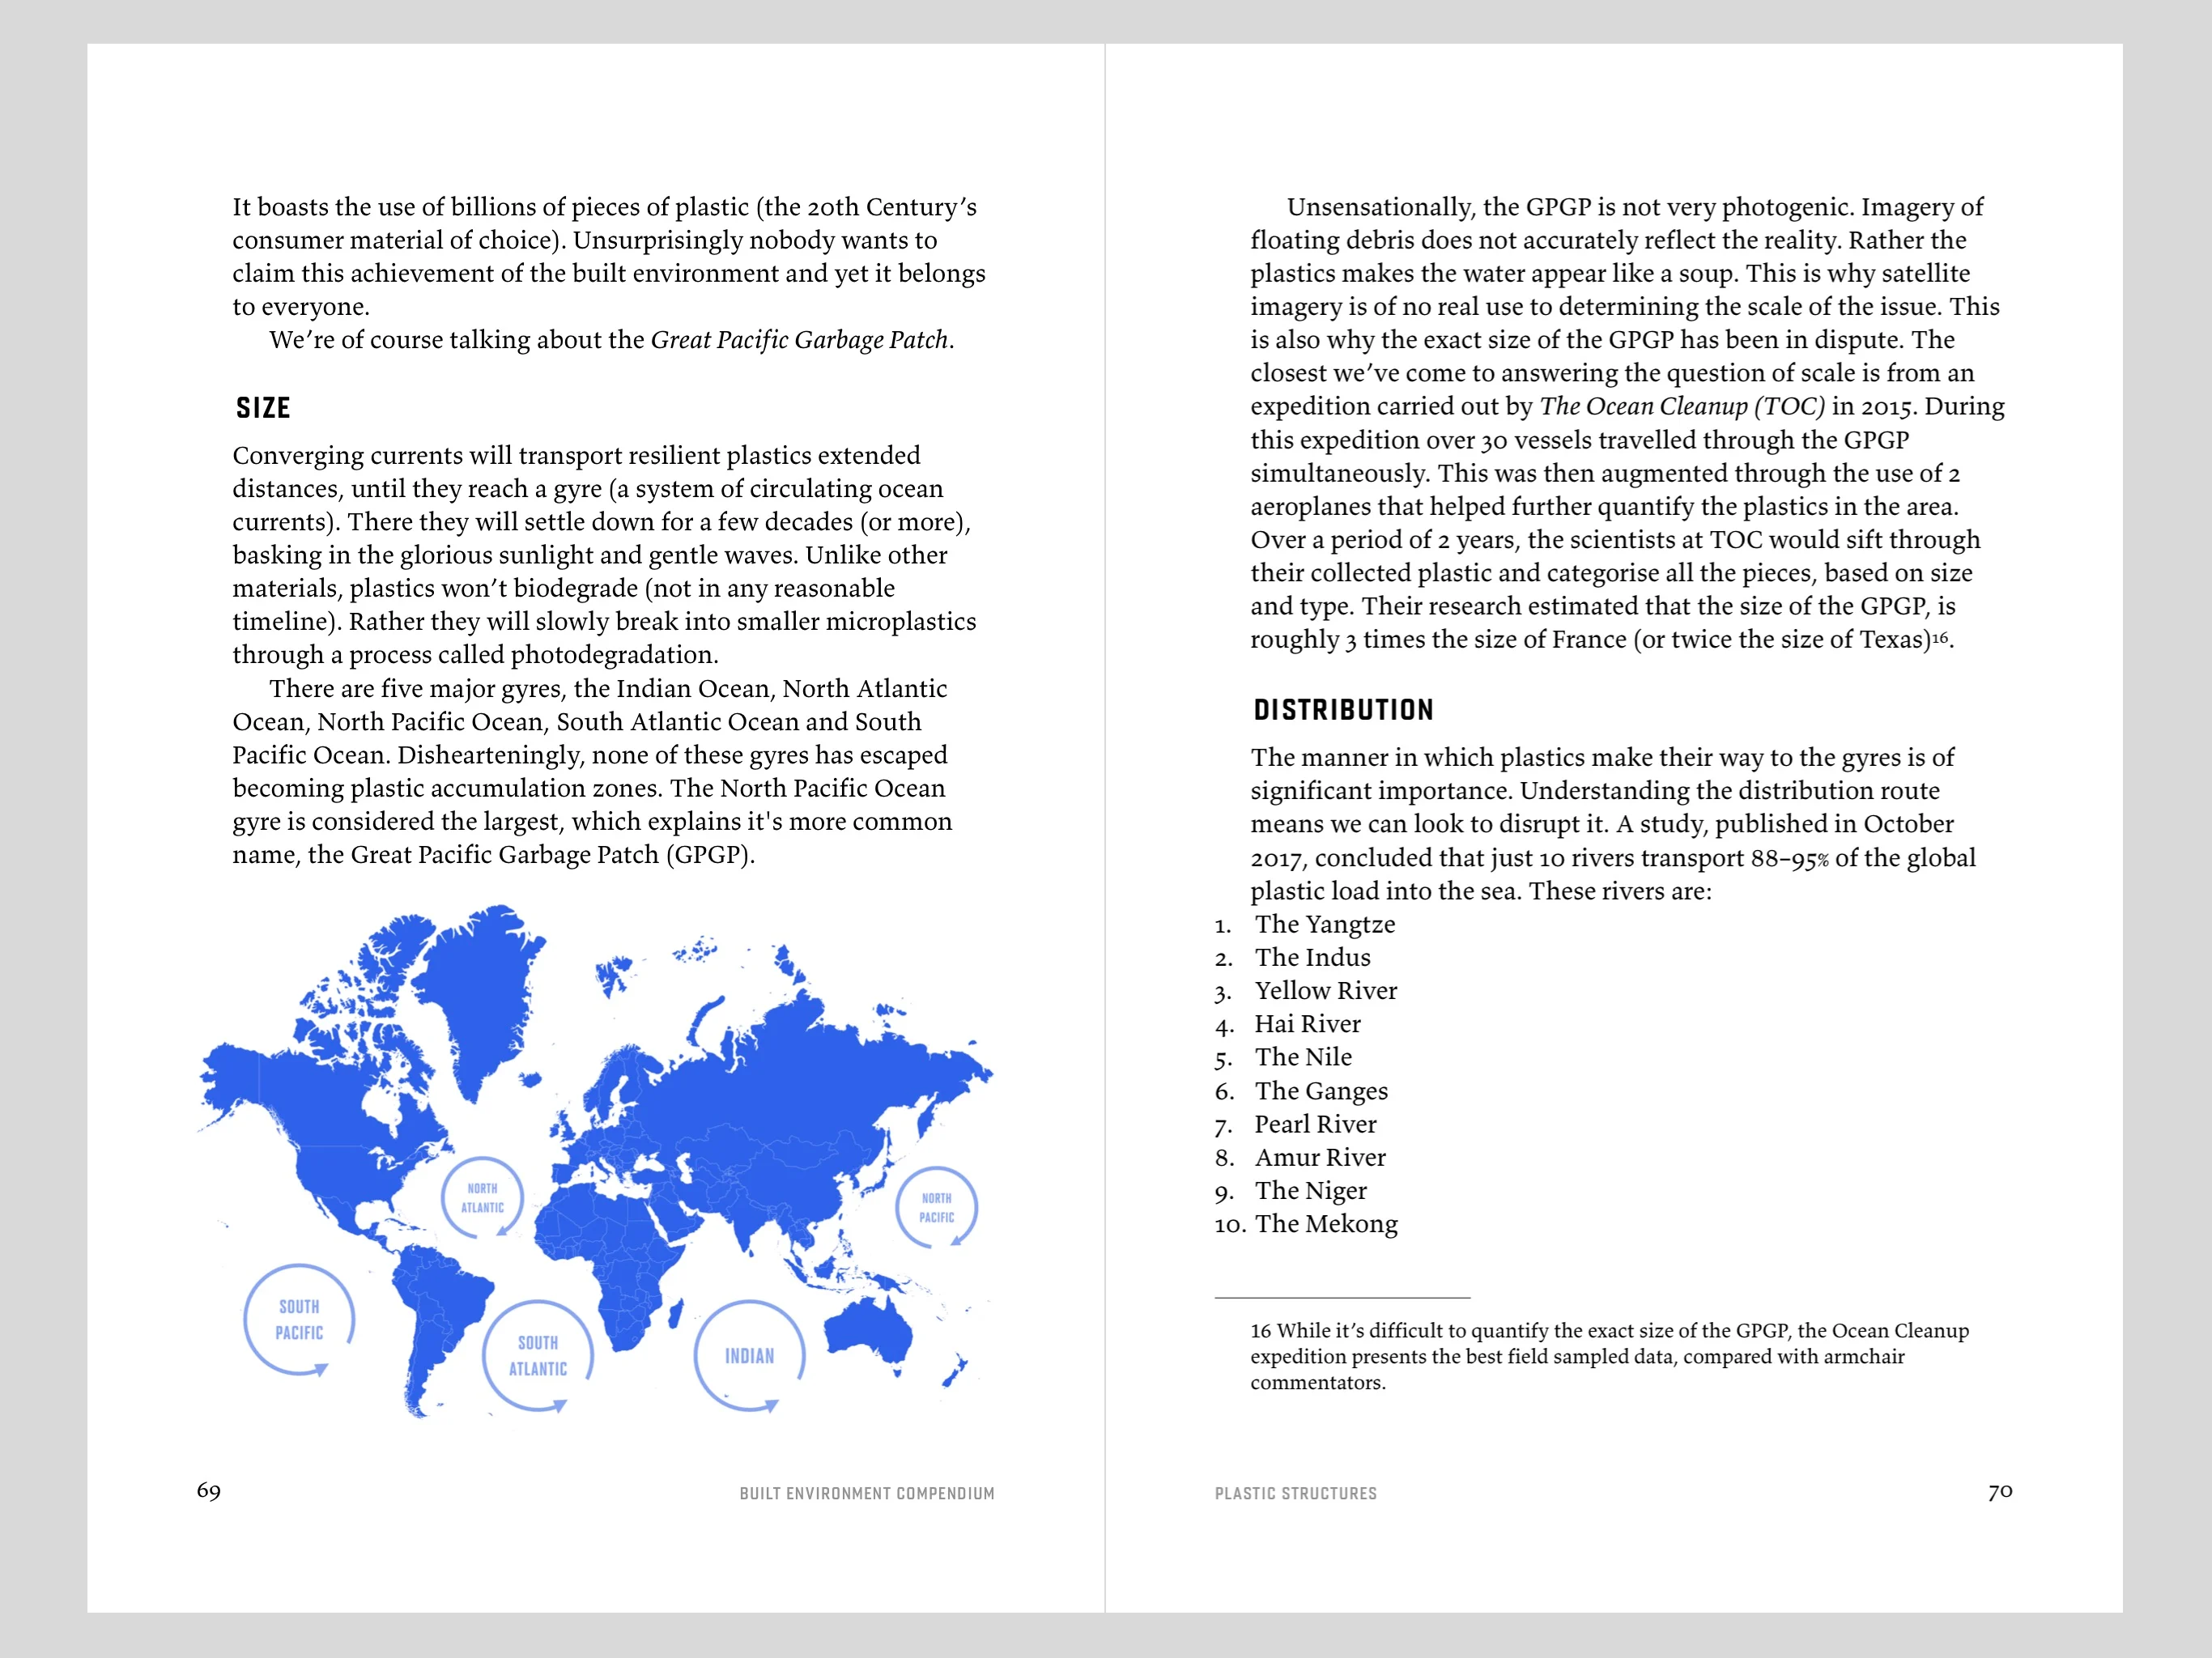 It boasts the use of billions of pieces of plastic (the 20th Century’s
consumer material of choice). Unsurprisingly nobody wants to
claim this achievement of the built environment and yet it belongs
to everyone.
We’re of course talking about the Great Pacific Garbage Patch.
SIZE
Converging currents will transport resilient plastics extended
distances, until they reach a gyre (a system of circulating ocean
currents). There they will settle down for a few decades (or more),
basking in the glorious sunlight and gentle waves. Unlike other
materials, plastics won’t biodegrade (not in any reasonable
timeline). Rather they will slowly break into smaller microplastics
through a process called photodegradation.
There are five major gyres, the Indian Ocean, North Atlantic
Ocean, North Pacific Ocean, South Atlantic Ocean and South
Pacific Ocean. Dishearteningly, none of these gyres has escaped
becoming plastic accumulation zones. The North Pacific Ocean
gyre is considered the largest, which explains it's more common
name, the Great Pacific Garbage Patch (GPGP).
NORTH
ATLANTIC
NORTH
PACIFIC
SOUTH
PACIFIC
SOUTH
ATLANTIC
INDIAN
69
BUILT ENVIRONMENT COMPENDIUM
Unsensationally, the GPGP is not very photogenic. Imagery of
floating debris does not accurately reflect the reality. Rather the
plastics makes the water appear like a soup. This is why satellite
imagery is of no real use to determining the scale of the issue. This
is also why the exact size of the GPGP has been in dispute. The
closest we’ve come to answering the question of scale is from an
expedition carried out by The Ocean Cleanup (TOC) in 2015. During
this expedition over 30 vessels travelled through the GPGP
simultaneously. This was then augmented through the use of 2
aeroplanes that helped further quantify the plastics in the area.
Over a period of 2 years, the scientists at TOC would sift through
their collected plastic and categorise all the pieces, based on size
and type. Their research estimated that the size of the GPGP, is
roughly 3 times the size of France (or twice the size of Texas)¹⁶.
DISTRIBUTION
The manner in which plastics make their way to the gyres is of
significant importance. Understanding the distribution route
means we can look to disrupt it. A study, published in October
2017, concluded that just 10 rivers transport 88–95% of the global
plastic load into the sea. These rivers are:
1. The Yangtze
2. The Indus
3. Yellow River
4. Hai River
5. The Nile
6. The Ganges
7. Pearl River
8. Amur River
9. The Niger
10. The Mekong
16 While it’s difficult to quantify the exact size of the GPGP, the Ocean Cleanup
expedition presents the best field sampled data, compared with armchair
commentators.
PLASTIC STRUCTURES
70